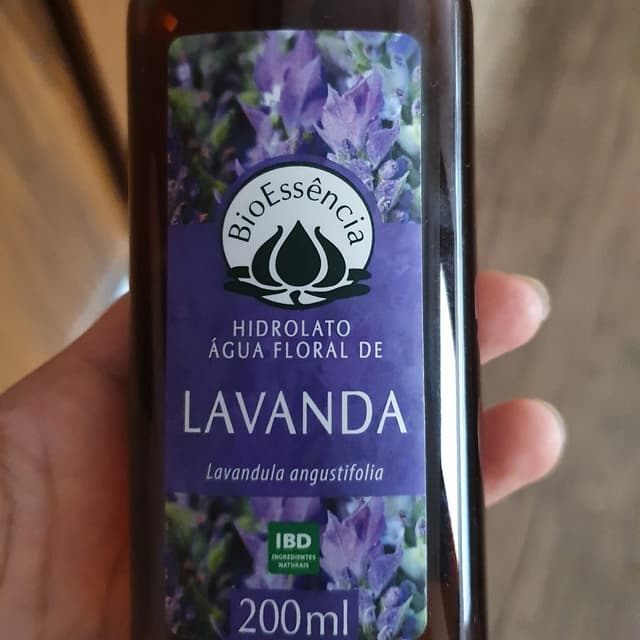 BioEssência
HIDROLATO
ÁGUA FLORAL DE
LAVANDA
Lavandula angustifolia
IBD
INGREDIENTES
NATURAIS
200ml